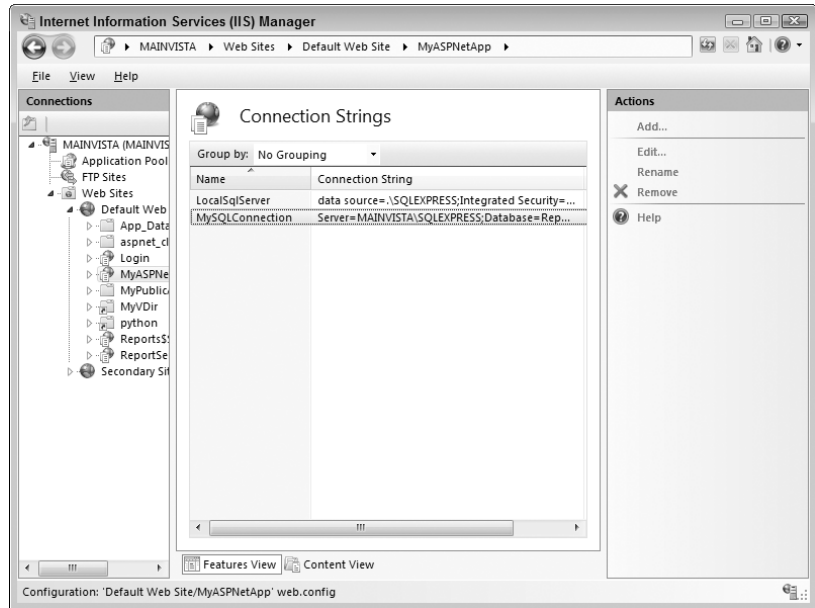 Internet Information Services (IIS) Manager
MAINVISTA Web Sites Default Web Site MyASPNetApp
File View Help
Connections
MAINVISTA (MAINVIS
Application Pool
FTP Sites
Web Sites
Default Web
App_Data
aspnet_cl
Login
MyASPNe
MyPublic
MyVDir
python
Reports$
ReportSe
Secondary Sit
Connection Strings
Group by: No Grouping
Name Connection String
LocalSqlServer data source=.\SQLEXPRESS;Integrated Security=...
MySQLConnection Server=MAINVISTA\SQLEXPRESS;Database=Rep...
Features View Content View
Actions
Add...
Edit...
Rename
Remove
Help
Configuration: 'Default Web Site/MyASPNetApp' web.config